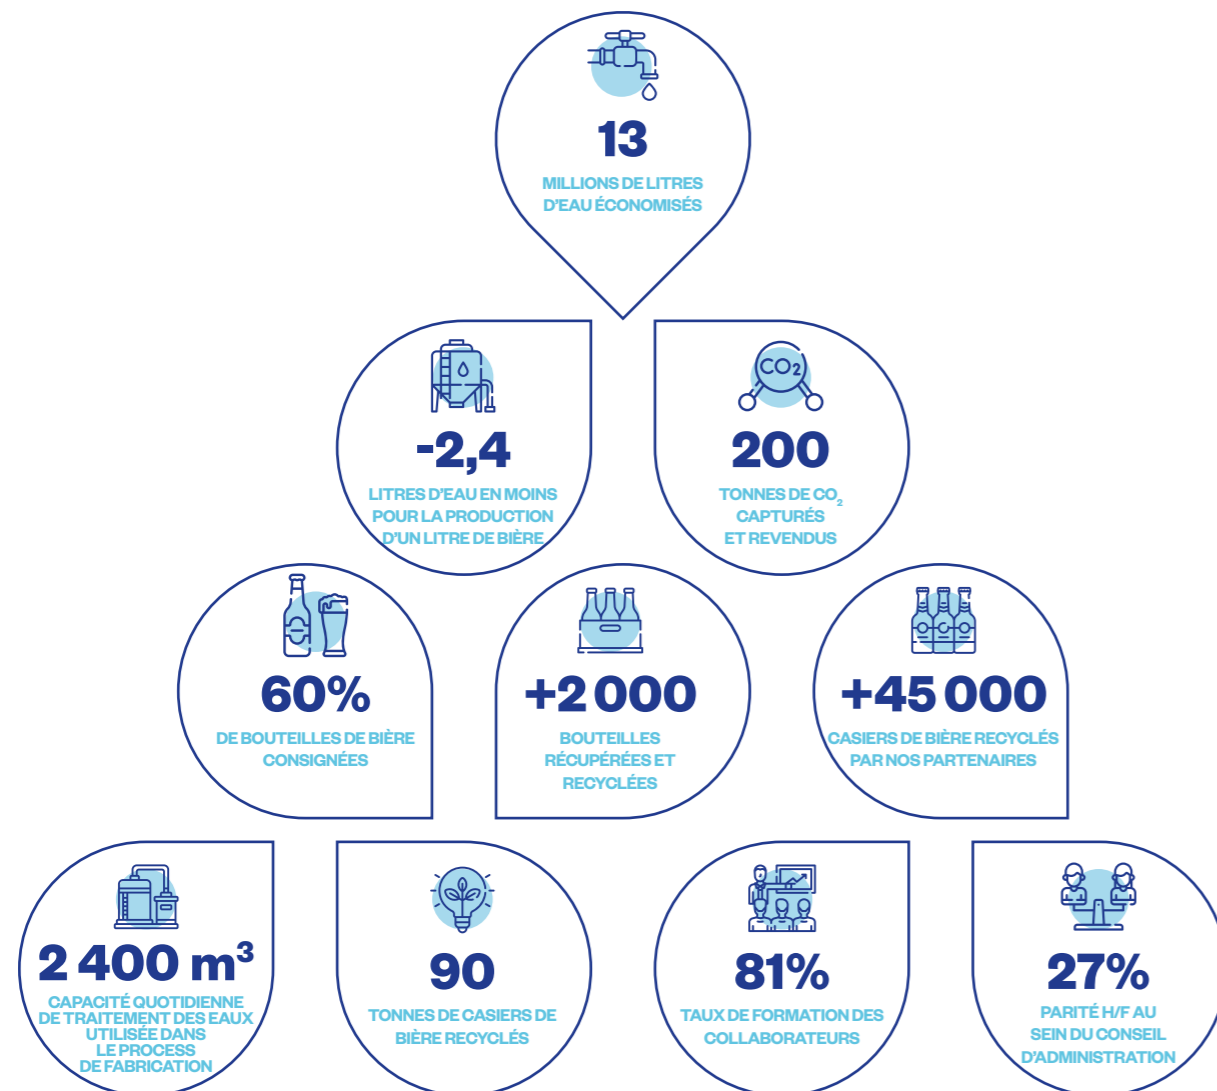 13
MILLIONS DE LITRES
D'EAU ÉCONOMISÉS
-2,4
LITRES D'EAU EN MOINS
POUR LA PRODUCTION
D'UN LITRE DE BIÈRE
CO₂
200
TONNES DE CO₂
CAPTURÉS
ET REVENDUS
60%
DE BOUTEILLES DE BIÈRE
CONSIGNÉES
+2 000
BOUTEILLES
RÉCUPÉRÉES ET
RECYCLÉES
+45 000
CASIERS DE BIÈRE RECYCLÉS
PAR NOS PARTENAIRES
2 400 m³
CAPACITÉ QUOTIDIENNE
DE TRAITEMENT DES EAUX
UTILISÉE DANS
LE PROCESS
DE FABRICATION
90
TONNES DE CASIERS DE
BIÈRE RECYCLÉS
81%
TAUX DE FORMATION DES
COLLABORATEURS
27%
PARITÉ H/F AU
SEIN DU CONSEIL
D'ADMINISTRATION